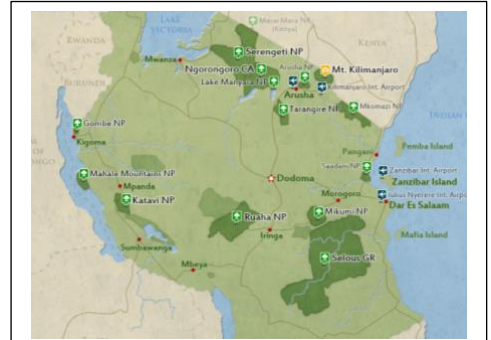 LAKE
VICTORIA
Masai Mara NP
(Kenya)
RWANDA
KENYA
Serengeti NP
Mwanza
Ngorongoro CA
Arusha NP
Mt. Kilimanjaro
Lake Manyara NP
Kilimanjaro Int. Airport
Arusha
BURUNDI
Tarangire NP
Mkomazi NP
Gombe NP
Kigoma
Pangani
Pemba Island
Saadani NP
Zanzibar Int. Airport
Mahale Mountains NP
Dodoma
Zanzibar Island
Mpanda
Morogoro
Julius Nyerere Int. Airport
Katavi NP
Dar Es Salaam
Ruaha NP
Mikumi NP
Iringa
Mafia Island
Sumbawanga
Selous GR
Mbeya